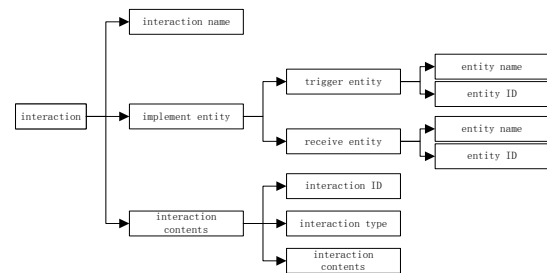 interaction name
entity name
trigger entity
entity ID
interaction
implement entity
entity name
receive entity
entity ID
interaction ID
interaction
contents
interaction type
interaction
contents